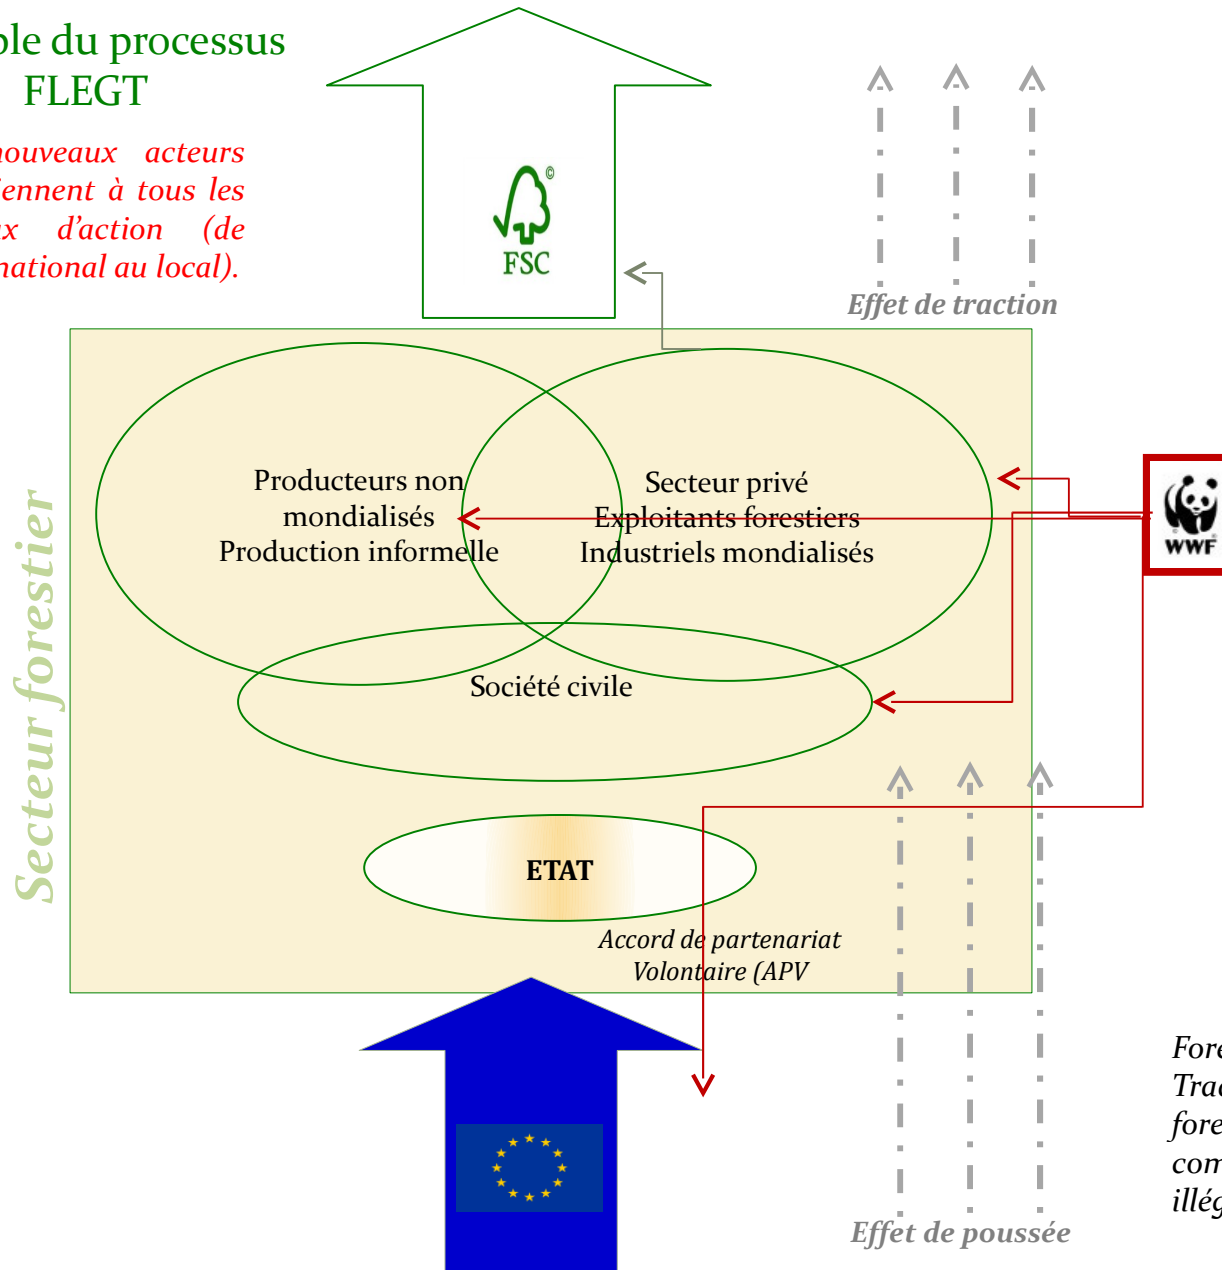 ple du processus
FLEGT
nouveaux acteurs
iennent à tous les
ux d'action (de
national au local).
©
FSC
Effet de traction
Secteur forestier
Producteurs non
mondialisés
Production informelle
Secteur privé
Exploitants forestiers
Industriels mondialisés
WWF
Société civile
ETAT
Accord de partenariat
Volontaire (APV
Fore
Trac
fore
com
illég
Effet de poussée